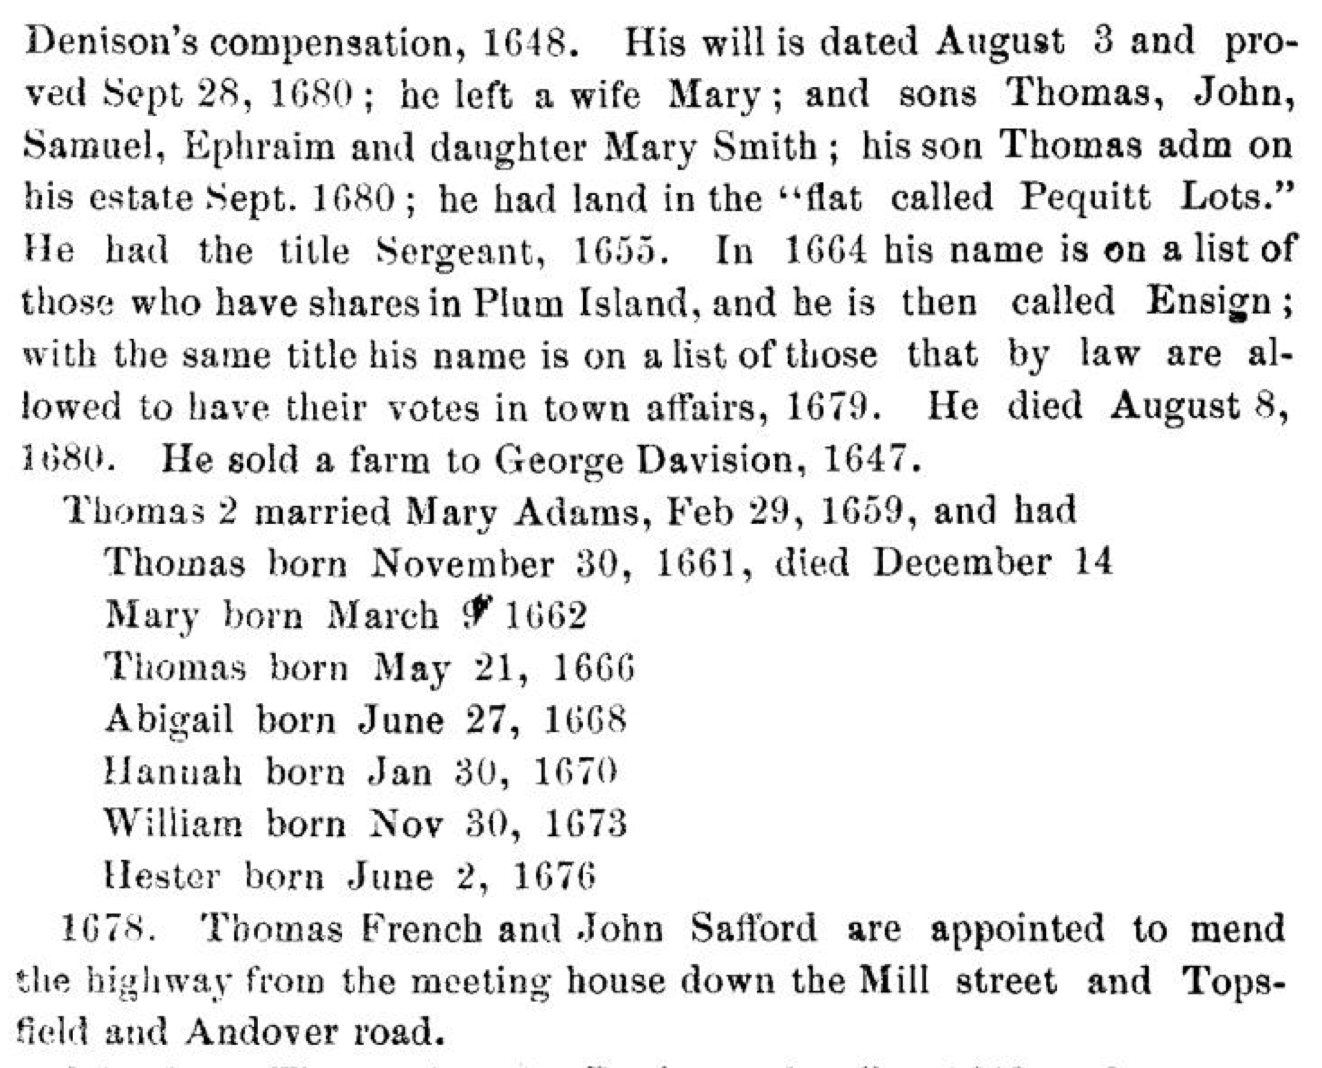 Denison's compensation, 1648. His will is dated August 3 and pro-
ved Sept 28, 1680; he left a wife Mary; and sons Thomas, John,
Samuel, Ephraim and daughter Mary Smith; his son Thomas adm on
his estate Sept. 1680; he had land in the "flat called Pequitt Lots."
He had the title Sergeant, 1655. In 1664 his name is on a list of
those who have shares in Plum Island, and he is then called Ensign;
with the same title his name is on a list of those that by law are al-
lowed to have their votes in town affairs, 1679. He died August 8,
1680. He sold a farm to George Davision, 1647.
Thomas 2 married Mary Adams, Feb 29, 1659, and had
Thomas born November 30, 1661, died December 14
Mary born March 9 1662
Thomas born May 21, 1666
Abigail born June 27, 1668
Hannah born Jan 30, 1670
William born Nov 30, 1673
Hester born June 2, 1676
1678. Thomas French and John Safford are appointed to mend
the highway from the meeting house down the Mill street and Tops-
field and Andover road.